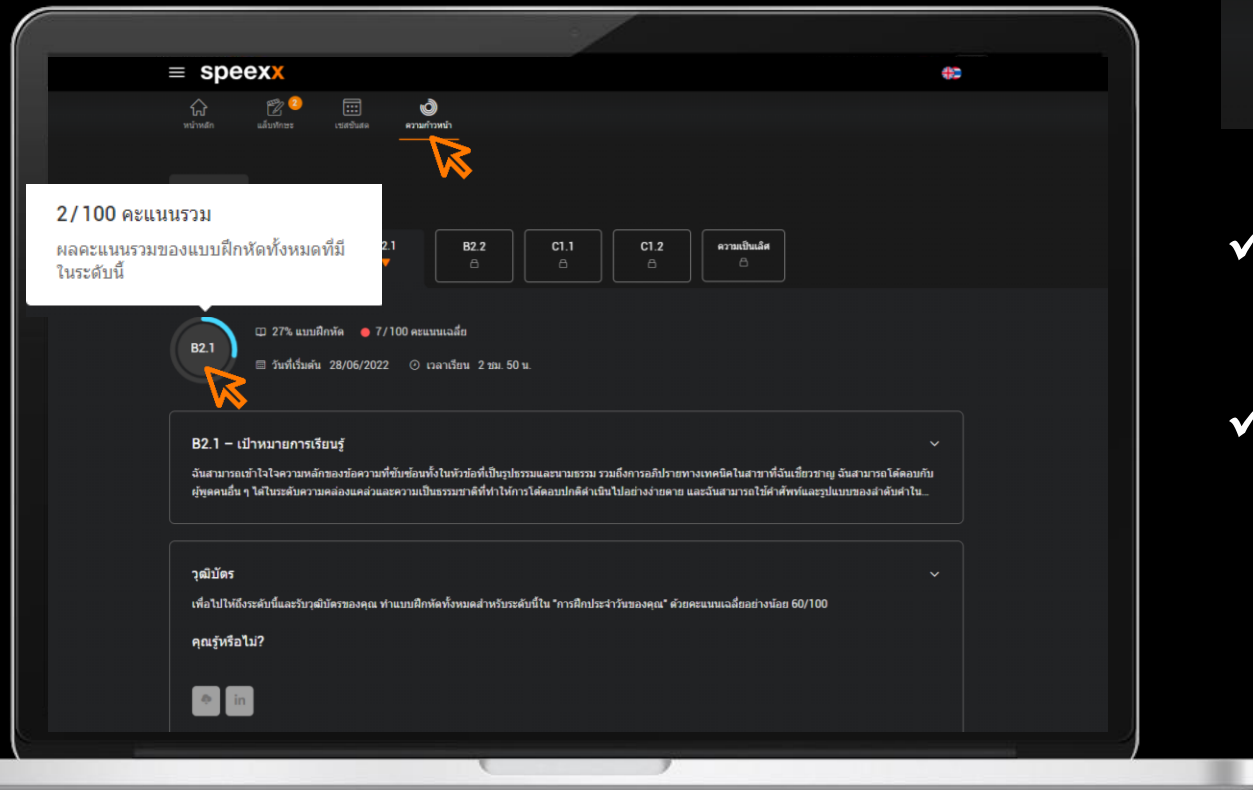 speexx
2
หน้าหลัก
แล็บทักษะ
เซสชันสด
ความก้าวหน้า
2/100 คะแนนรวม
ผลคะแนนรวมของแบบฝึกหัดทั้งหมดที่มี
ในระดับนี้
2.1
B2.2
C1.1
C1.2
ความเป็นเลิศ
B2.1
27% แบบฝึกหัด
7/100 คะแนนเฉลี่ย
วันที่เริ่มต้น 28/06/2022
เวลาเรียน 2 ชม. 50 น.
B2.1 – เป้าหมายการเรียนรู้
ฉันสามารถเข้าใจใจความหลักของข้อความที่ซับซ้อนทั้งในหัวข้อที่เป็นรูปธรรมและนามธรรม รวมถึงการอภิปรายทางเทคนิคในสาขาที่ฉันเชี่ยวชาญ ฉันสามารถโต้ตอบกับ
ผู้พูดคนอื่น ๆ ได้ในระดับความคล่องแคล่วและความเป็นธรรมชาติที่ทำให้การโต้ตอบปกติดำเนินไปอย่างง่ายดาย และฉันสามารถใช้คำศัพท์และรูปแบบของลำดับคำใน...
วุฒิบัตร
เพื่อไปให้ถึงระดับนี้และรับวุฒิบัตรของคุณ ทำแบบฝึกหัดทั้งหมดสำหรับระดับนี้ใน "การฝึกประจำวันของคุณ" ด้วยคะแนนเฉลี่ยอย่างน้อย 60/100
คุณรู้หรือไม่?
in